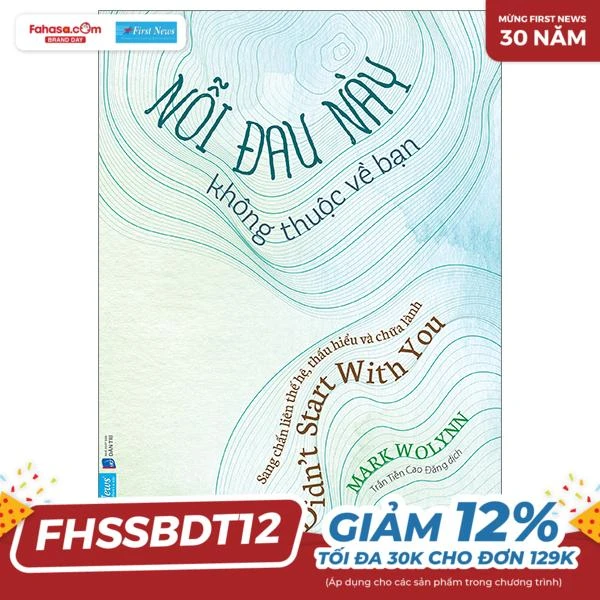 Fahasa.com
BRAND DAY
First News
MỪNG FIRST NEWS
30 NĂM
NỖI ĐAU NÀY
không thuộc về bạn
Sang chấn liên thế hệ, thấu hiểu và chữa lành
Didn't Start With You
MARK WOLYNN
Trần Tiễn Cao Đăng dịch
DÂN TRÍ
News
FHSSBDT12
GIẢM 12%
TỐI ĐA 30K CHO ĐƠN 129K
(Áp dụng cho các sản phẩm trong chương trình)